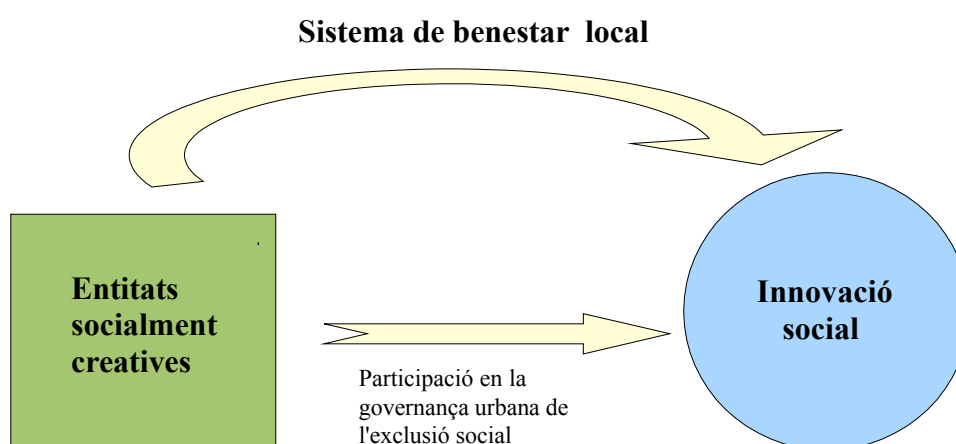 Sistema de benestar local
Entitats
socialment
creatives
Innovació
social
Participació en la
governança urbana de
l'exclusió social